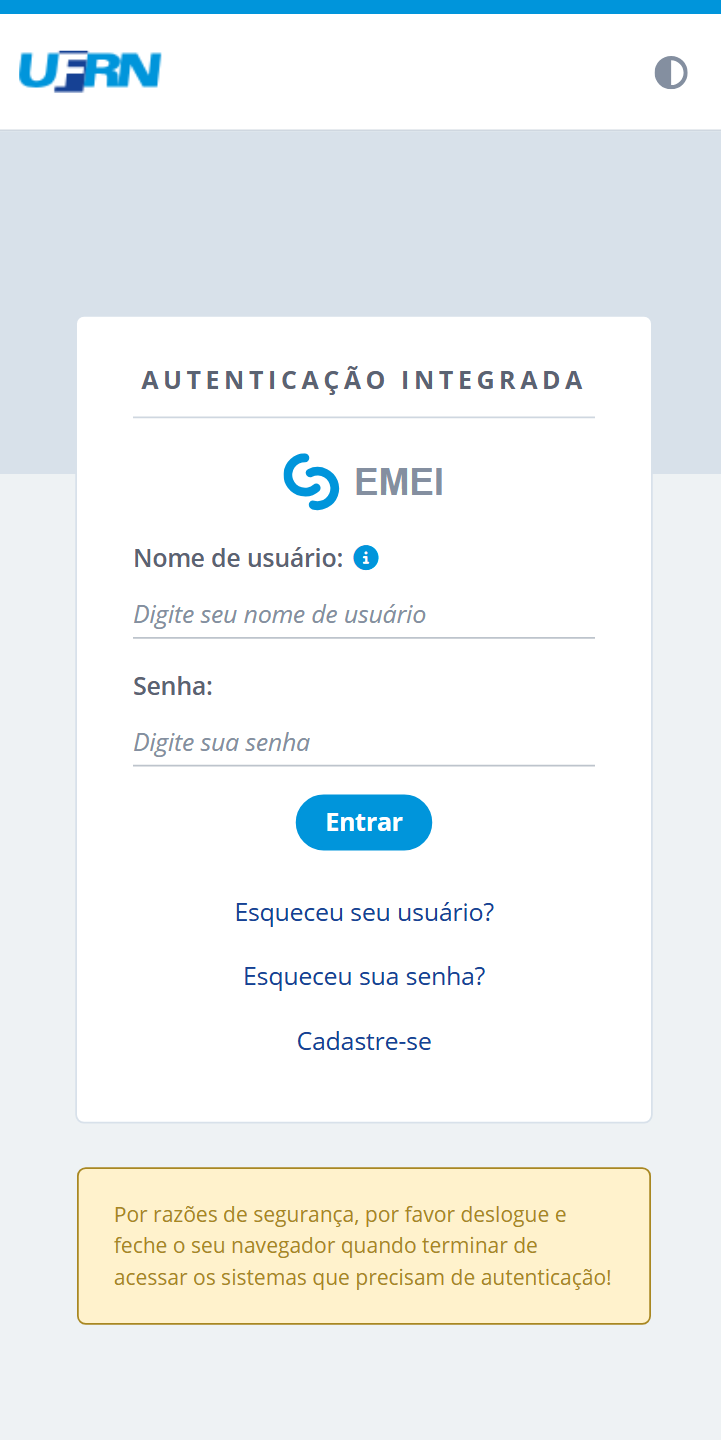 UFRN
AUTENTICAÇÃO INTEGRADA
EMEI
Nome de usuário:
Digite seu nome de usuário
Senha:
Digite sua senha
Entrar
Esqueceu seu usuário?
Esqueceu sua senha?
Cadastre-se
Por razões de segurança, por favor deslogue e
feche o seu navegador quando terminar de
acessar os sistemas que precisam de autenticação!